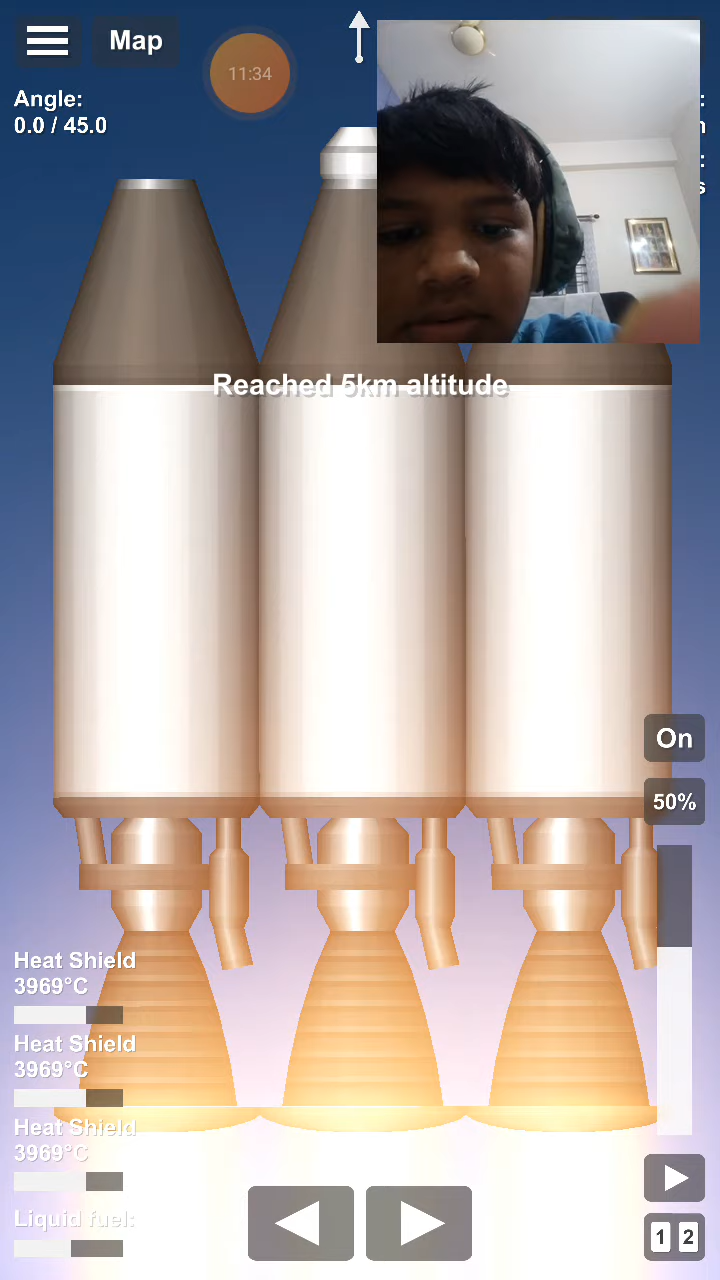 Map
11:34
Angle:
0.0 / 45.0
Reached 5km altitude
On
50%
Heat Shield
3969°C
Heat Shield
3969°C
Heat Shield
3969°C
Liquid fuel:
1 2